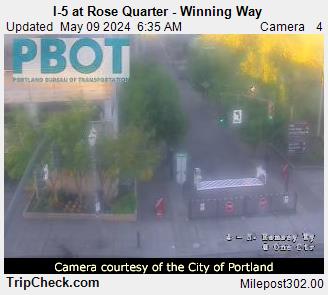 I-5 at Rose Quarter - Winning Way
Updated May 09 2024 6:35 AM Camera 4
PBOT
PORTLAND BUREAU OF TRANSPORTATION
Camera courtesy of the City of Portland
TripCheck.com Milepost302.00